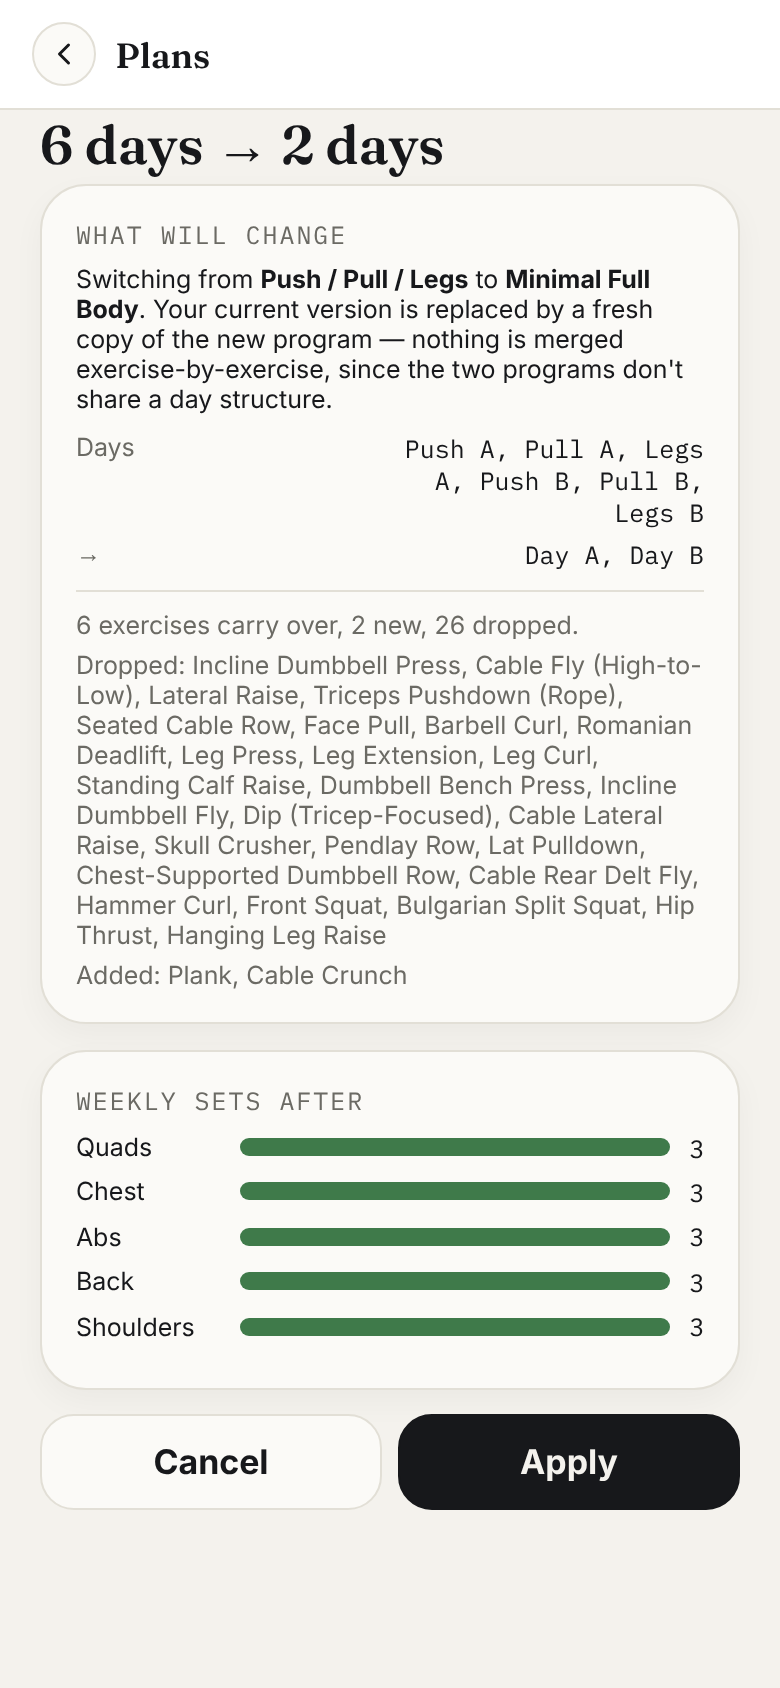 Plans
6 days → 2 days
WHAT WILL CHANGE
Switching from Push / Pull / Legs to Minimal Full
Body. Your current version is replaced by a fresh
copy of the new program — nothing is merged
exercise-by-exercise, since the two programs don't
share a day structure.
Days
Push A, Pull A, Legs
A, Push B, Pull B,
Legs B
→
Day A, Day B
6 exercises carry over, 2 new, 26 dropped.
Dropped: Incline Dumbbell Press, Cable Fly (High-to-
Low), Lateral Raise, Triceps Pushdown (Rope),
Seated Cable Row, Face Pull, Barbell Curl, Romanian
Deadlift, Leg Press, Leg Extension, Leg Curl,
Standing Calf Raise, Dumbbell Bench Press, Incline
Dumbbell Fly, Dip (Tricep-Focused), Cable Lateral
Raise, Skull Crusher, Pendlay Row, Lat Pulldown,
Chest-Supported Dumbbell Row, Cable Rear Delt Fly,
Hammer Curl, Front Squat, Bulgarian Split Squat, Hip
Thrust, Hanging Leg Raise
Added: Plank, Cable Crunch
WEEKLY SETS AFTER
Quads 3
Chest 3
Abs 3
Back 3
Shoulders 3
Cancel
Apply